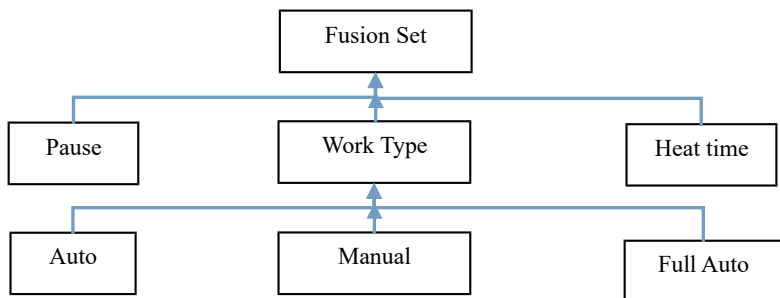 Fusion Set
Pause
Work Type
Heat time
Auto
Manual
Full Auto